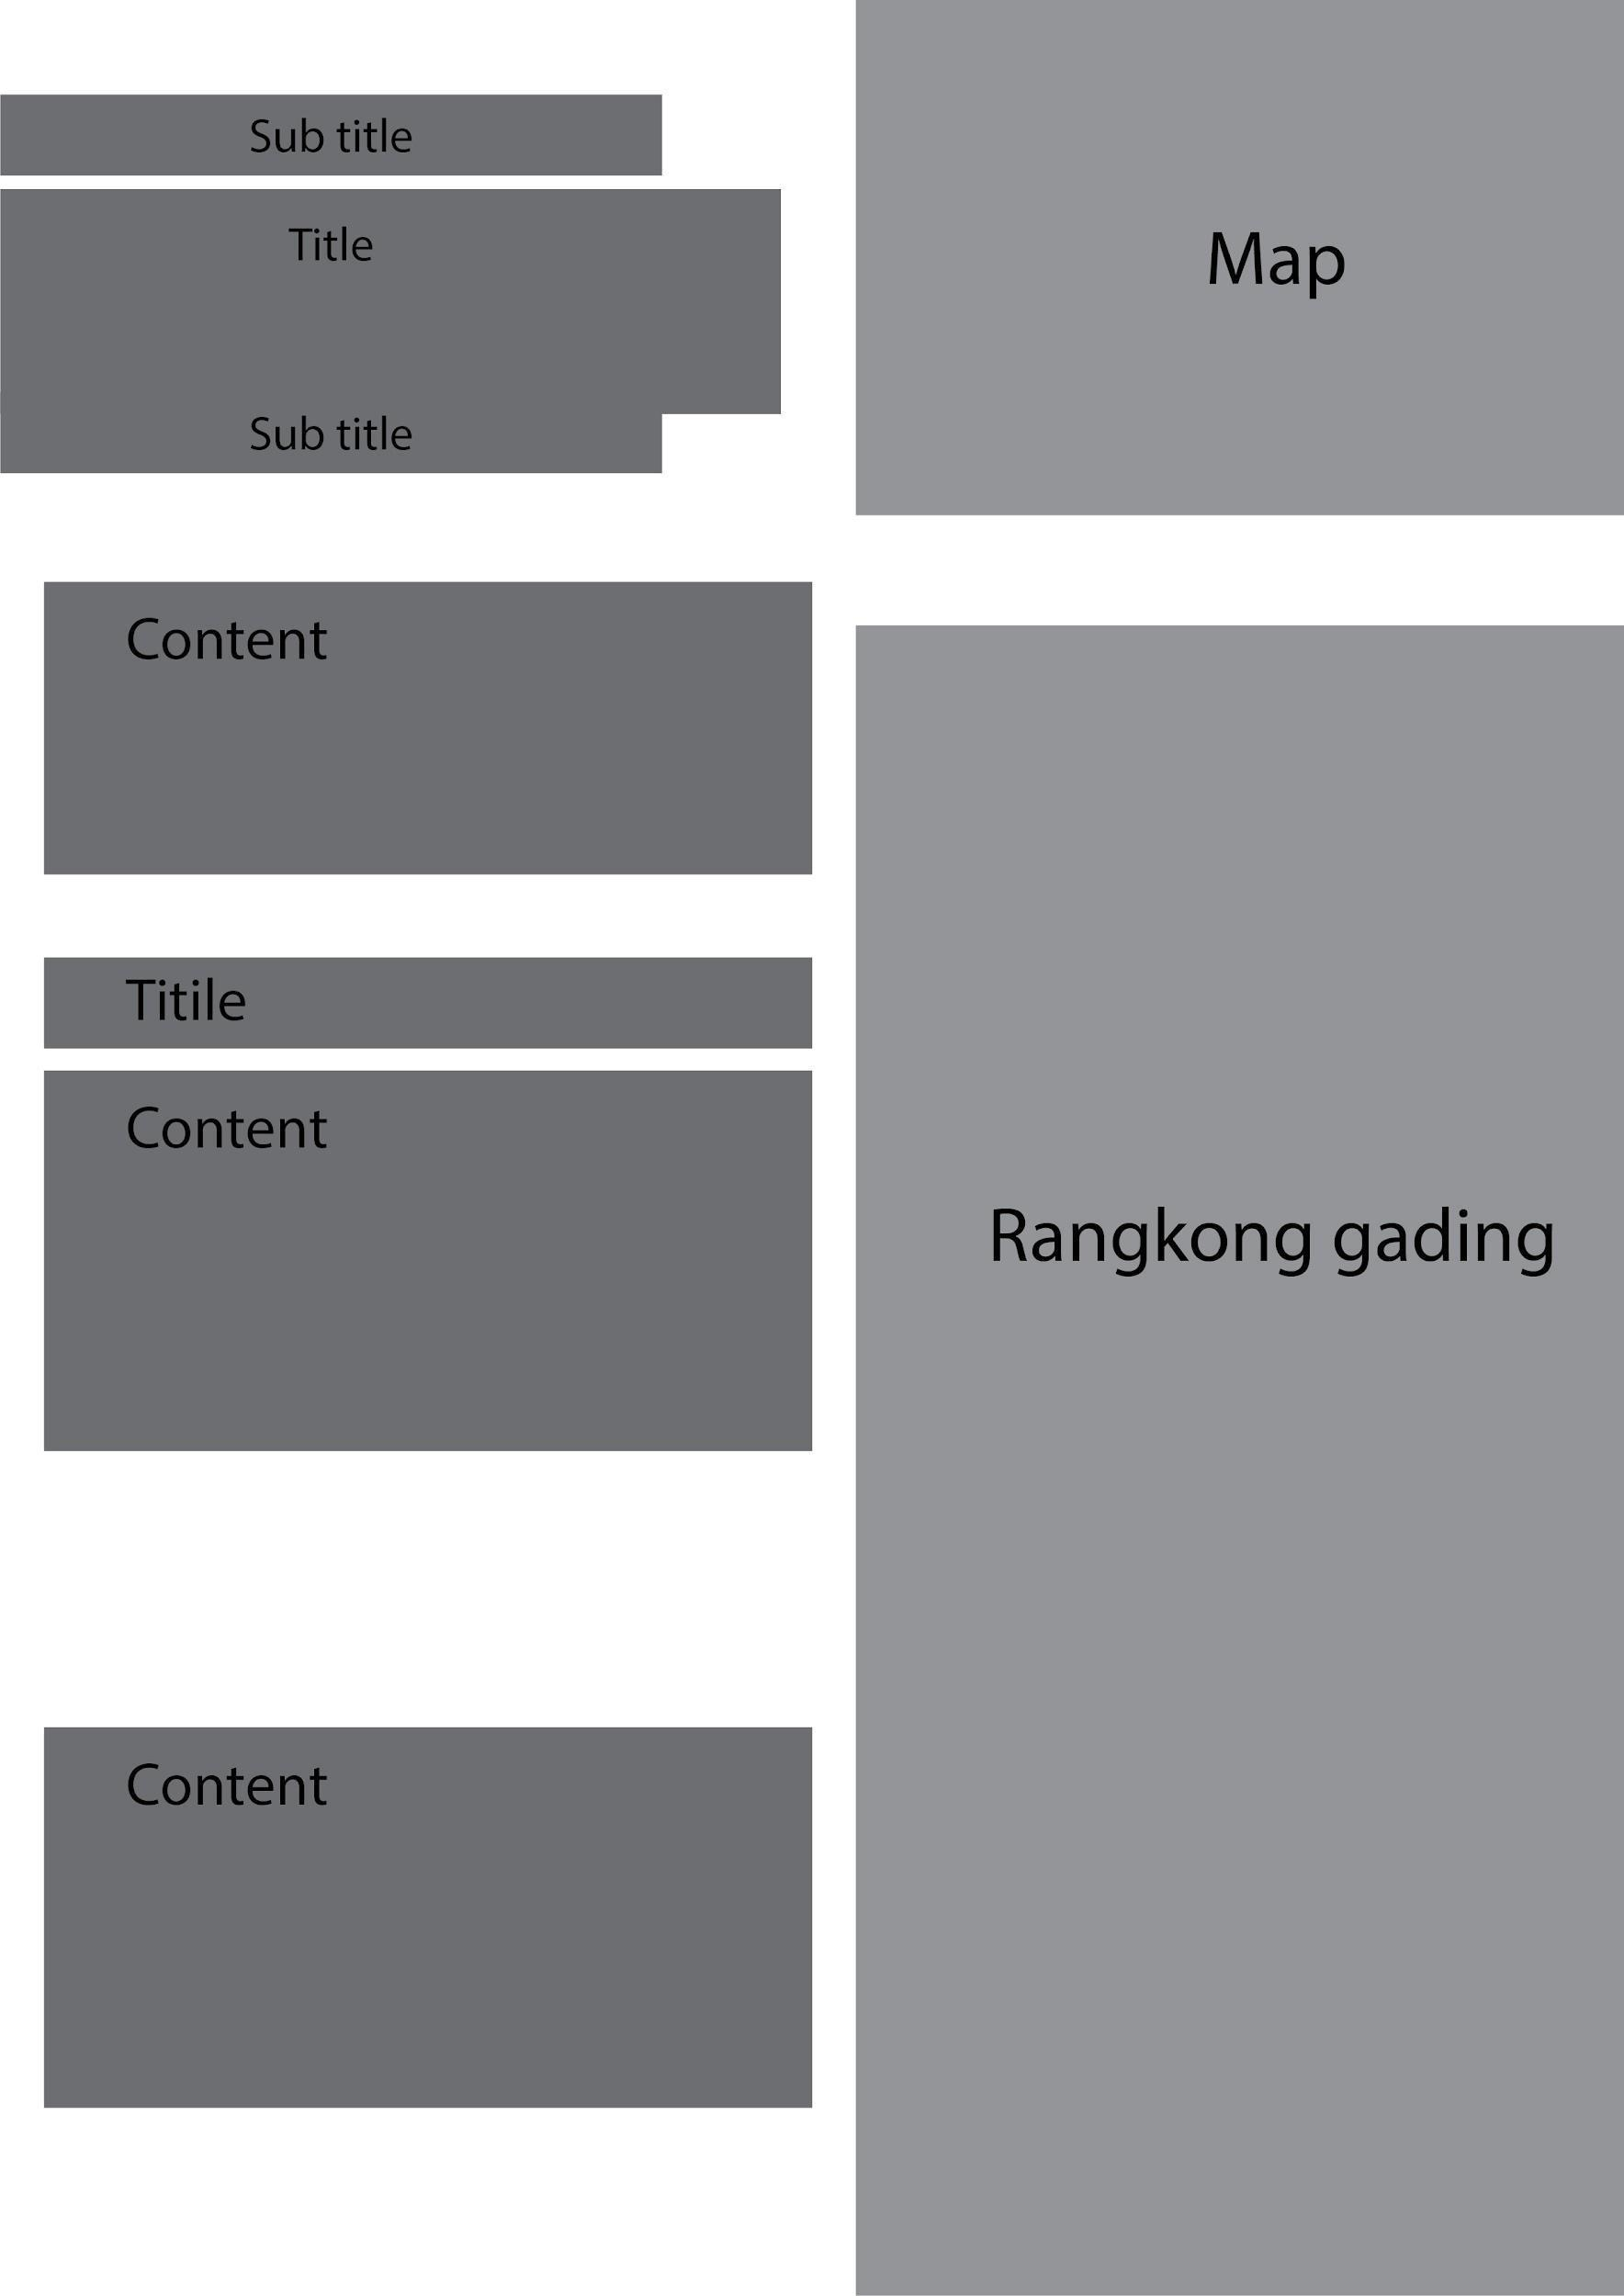 Sub title
Title
Sub title
Map
Content
Titile
Content
Content
Rangkong gading